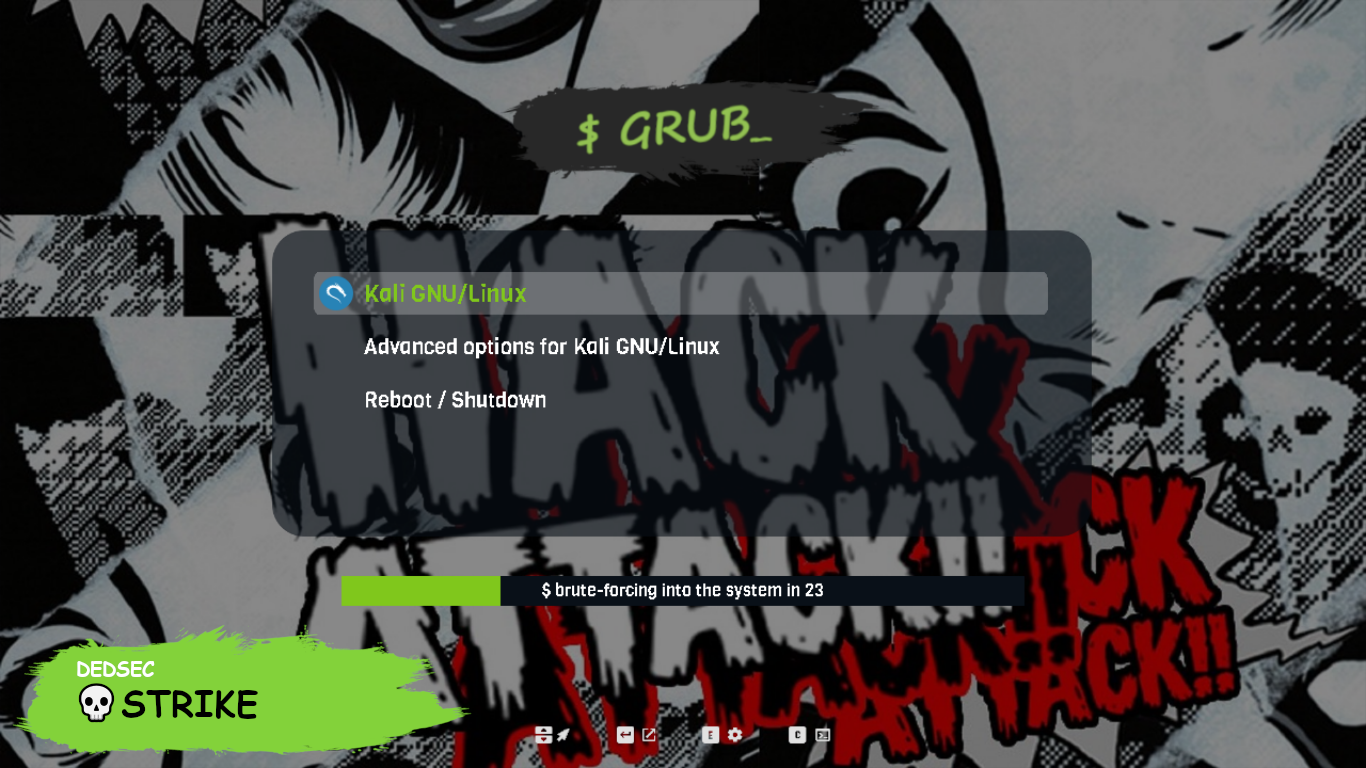 $ GRUB_
HACK
Kali GNU/Linux
Advanced options for Kali GNU/Linux
Reboot / Shutdown
ATTACK!!
$ brute-forcing into the system in 23
ATTACK!!
DEDSEC
STRIKE
E
C